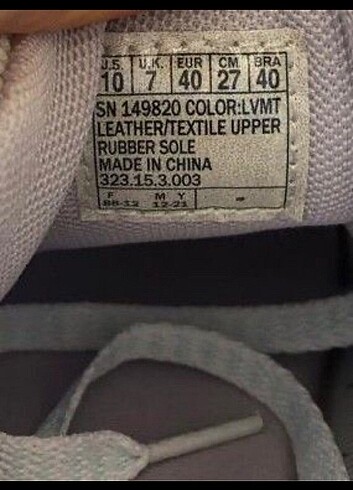 U.S. U.K. EUR CM BRA
10 7 40 27 40
SN 149820 COLOR:LVMT
LEATHER/TEXTILE UPPER
RUBBER SOLE
MADE IN CHINA
323.15.3.003
F M Y -
12-21